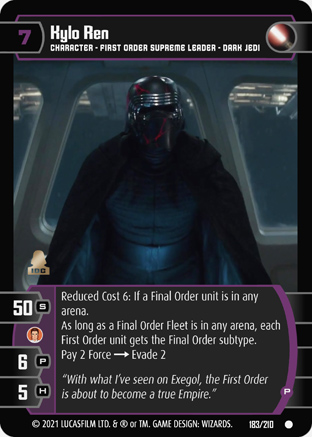 7
Kylo Ren
CHARACTER - FIRST ORDER SUPREME LEADER - DARK JEDI
50 S
6 P
5 H
Reduced Cost 6: If a Final Order unit is in any
arena.
As long as a Final Order Fleet is in any arena, each
First Order unit gets the Final Order subtype.
Pay 2 Force → Evade 2
"With what I've seen on Exegol, the First Order
is about to become a true Empire."
P
© 2021 LUCASFILM LTD. & ® or TM. GAME DESIGN: WIZARDS. 183/210